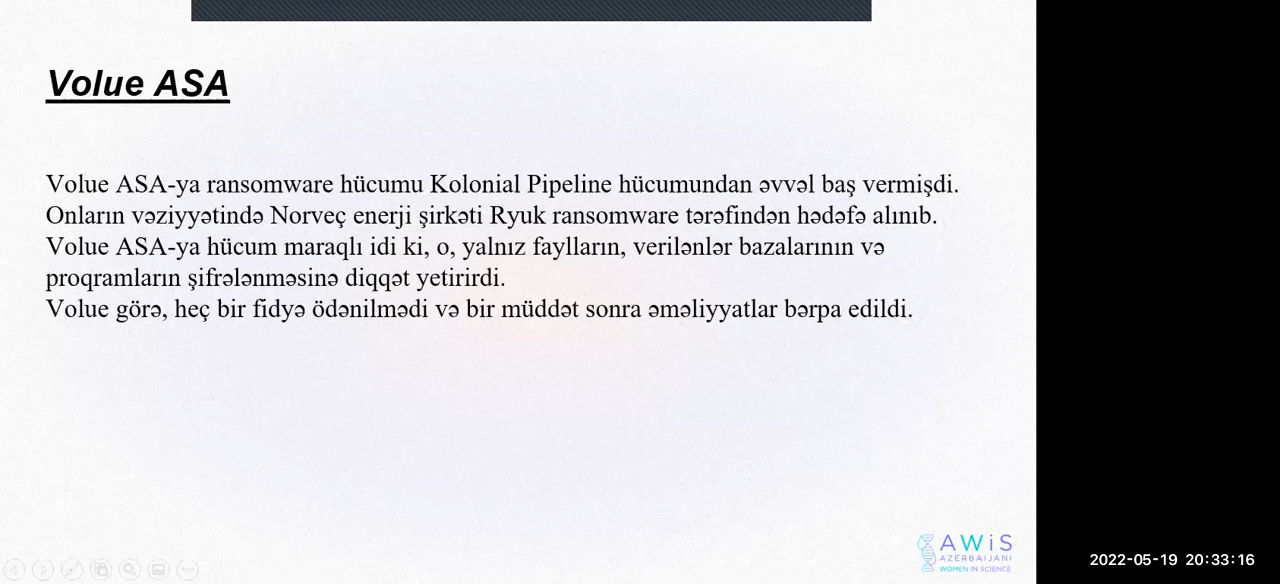 Volue ASA
Volue ASA-ya ransomware hücumu Kolonial Pipeline hücumundan əvvəl baş vermişdi.
Onların vəziyyətində Norveç enerji şirkəti Ryuk ransomware tərəfindən hədəfə alınıb.
Volue ASA-ya hücum maraqlı idi ki, o, yalnız faylların, verilənlər bazalarının və
proqramların şifrələnməsinə diqqət yetirirdi.
Volue görə, heç bir fidyə ödənilmədi və bir müddət sonra əməliyyatlar bərpa edildi.
AWiS
AZERBAIJANI
WOMEN IN SCIENCE
2022-05-19 20:33:16